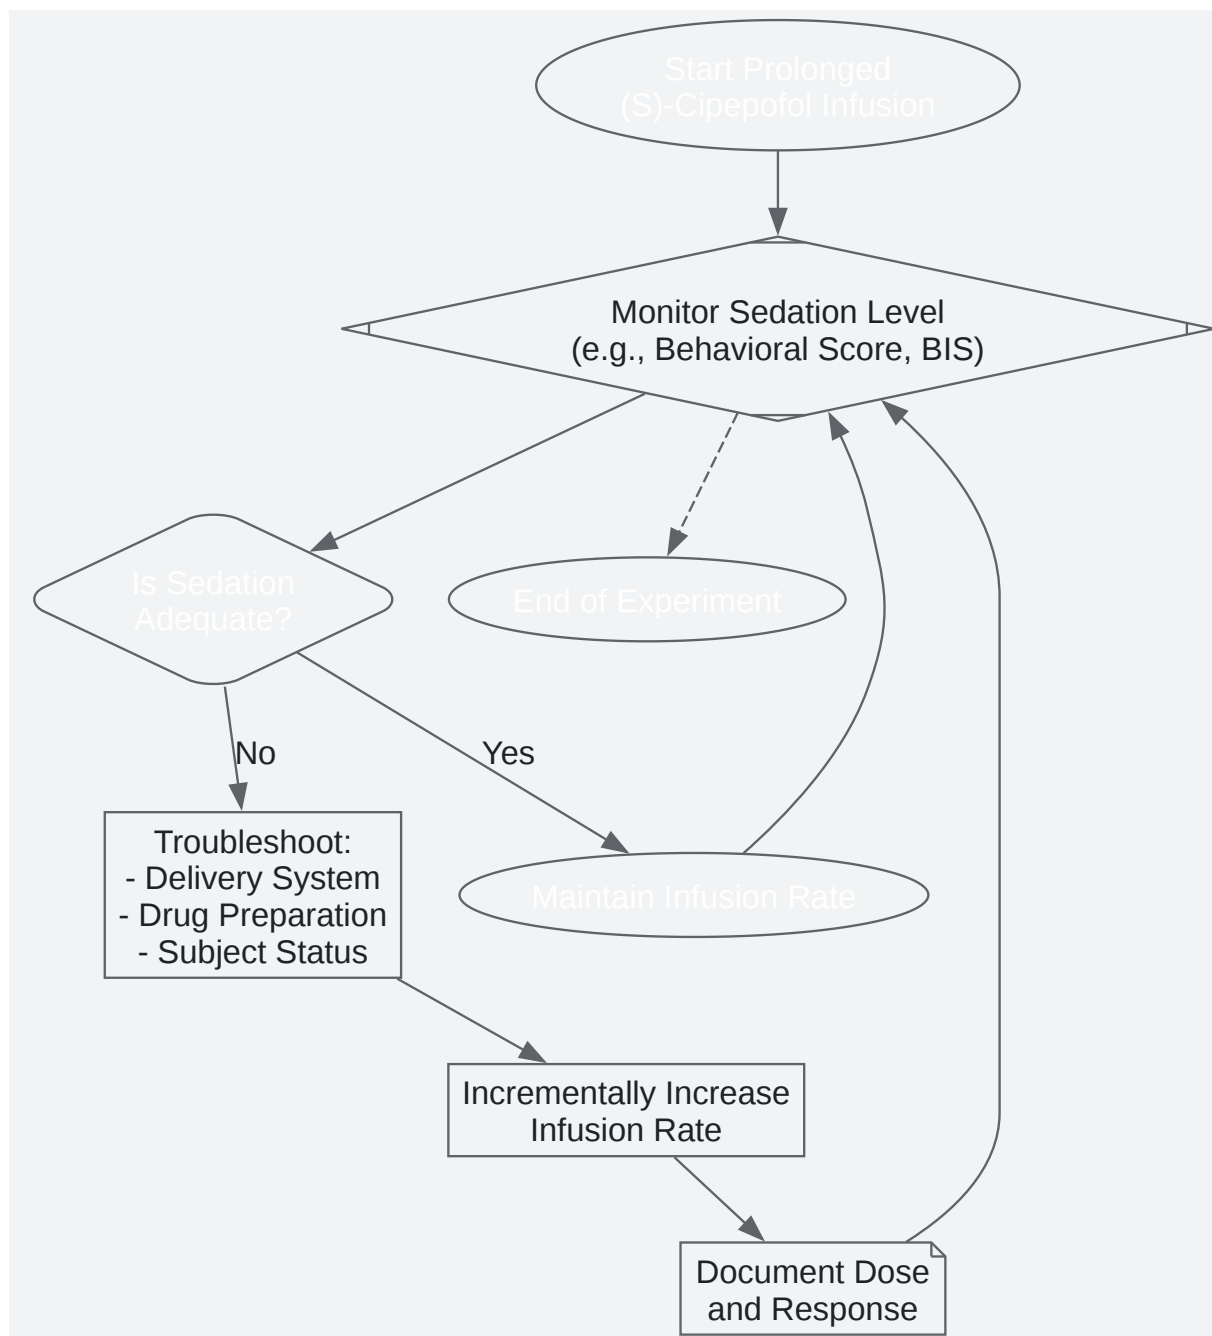 Start Prolonged
(S)-Cipepofol Infusion
Monitor Sedation Level
(e.g., Behavioral Score, BIS)
Is Sedation
Adequate?
End of Experiment
No
Yes
Troubleshoot:
- Delivery System
- Drug Preparation
- Subject Status
Maintain Infusion Rate
Incrementally Increase
Infusion Rate
Document Dose
and Response